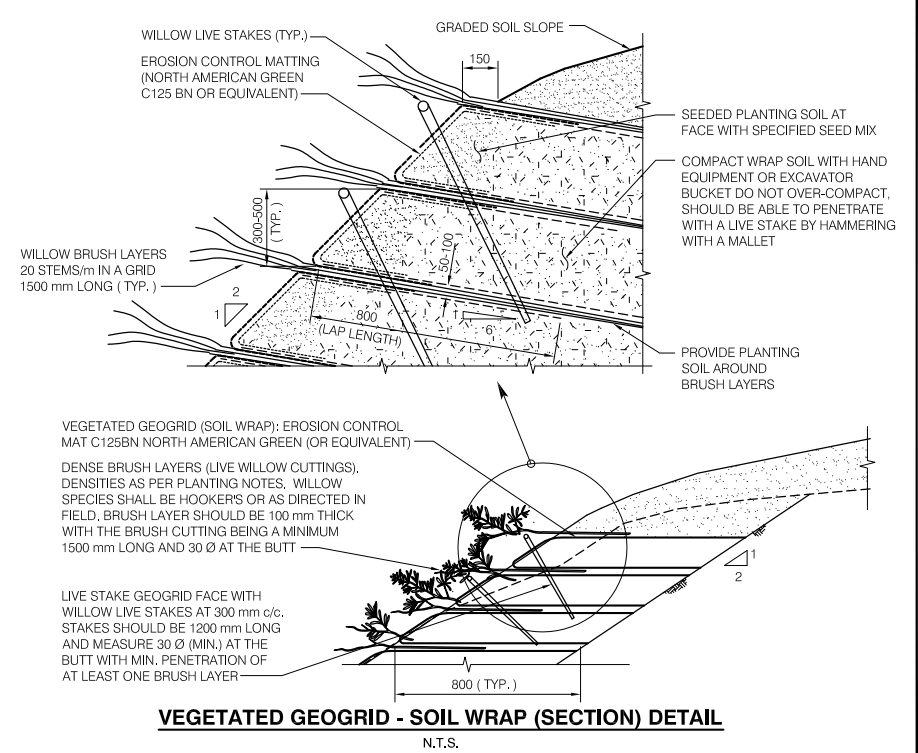 WILLOW LIVE STAKES (TYP.)
GRADED SOIL SLOPE
EROSION CONTROL MATTING
(NORTH AMERICAN GREEN
C125 BN OR EQUIVALENT)
150
SEEDED PLANTING SOIL AT
FACE WITH SPECIFIED SEED MIX
COMPACT WRAP SOIL WITH HAND
EQUIPMENT OR EXCAVATOR
BUCKET DO NOT OVER-COMPACT,
SHOULD BE ABLE TO PENETRATE
WITH A LIVE STAKE BY HAMMERING
WITH A MALLET
300-500
( TYP. )
50-100
WILLOW BRUSH LAYERS
20 STEMS/m IN A GRID
1500 mm LONG ( TYP. )
2
1
800
(LAP LENGTH)
1
6
PROVIDE PLANTING
SOIL AROUND
BRUSH LAYERS
VEGETATED GEOGRID (SOIL WRAP): EROSION CONTROL
MAT C125BN NORTH AMERICAN GREEN (OR EQUIVALENT)
DENSE BRUSH LAYERS (LIVE WILLOW CUTTINGS),
DENSITIES AS PER PLANTING NOTES, WILLOW
SPECIES SHALL BE HOOKER'S OR AS DIRECTED IN
FIELD, BRUSH LAYER SHOULD BE 100 mm THICK
WITH THE BRUSH CUTTING BEING A MINIMUM
1500 mm LONG AND 30 Ø AT THE BUTT
1
2
LIVE STAKE GEOGRID FACE WITH
WILLOW LIVE STAKES AT 300 mm c/c.
STAKES SHOULD BE 1200 mm LONG
AND MEASURE 30 Ø (MIN.) AT THE
BUTT WITH MIN. PENETRATION OF
AT LEAST ONE BRUSH LAYER
800 ( TYP. )
VEGETATED GEOGRID - SOIL WRAP (SECTION) DETAIL
N.T.S.